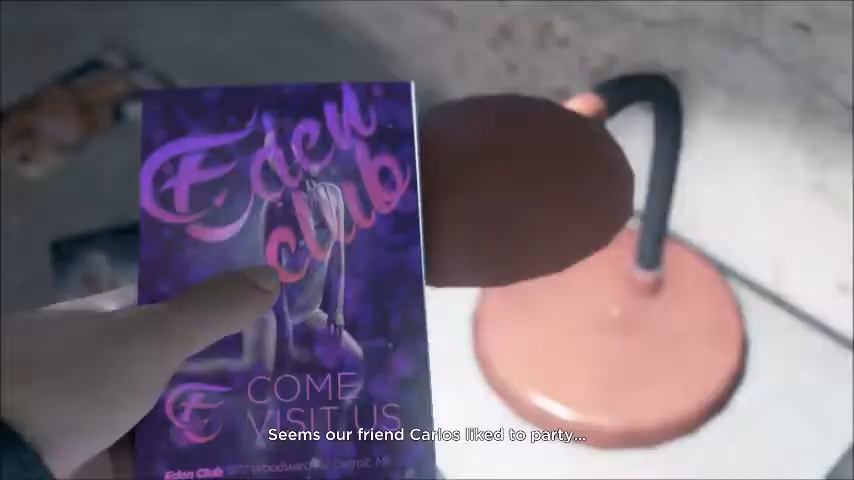 Eden
club
COME
VISIT US
Seems our friend Carlos liked to party...
Eden Club Detroit, MI